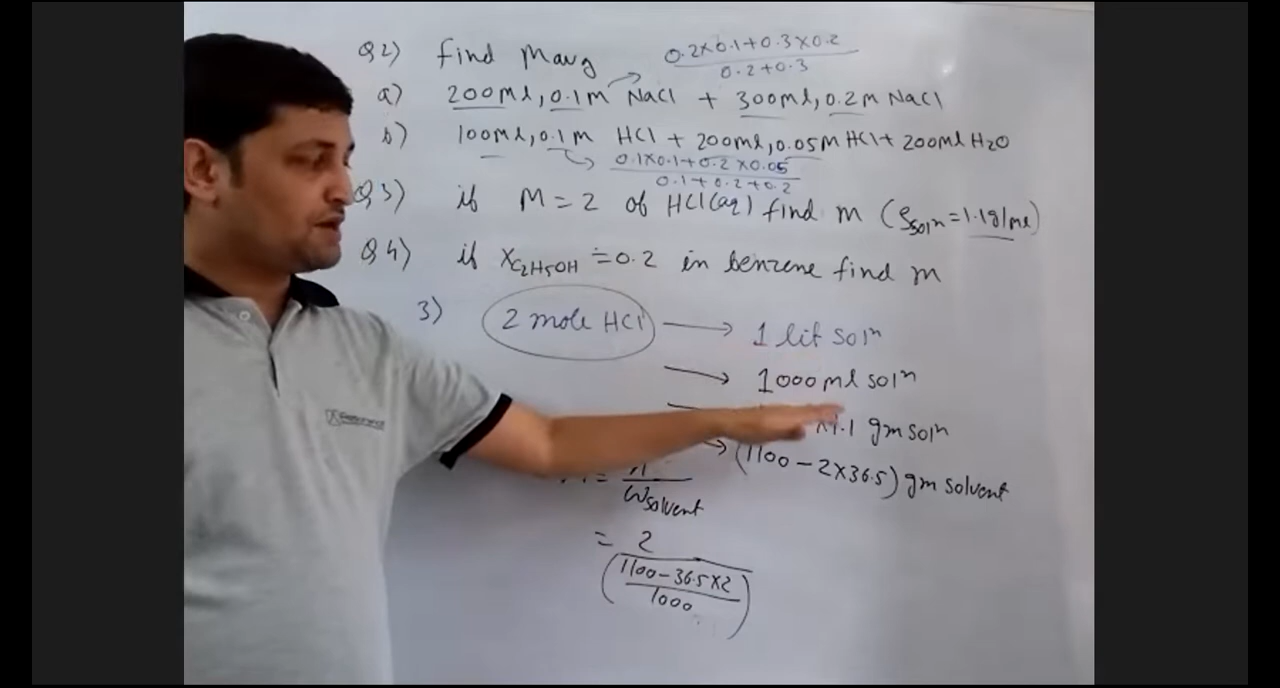 Q2) find Mavg
0.2×0.1+0.3×0.2
0.2+0.3
a) 200ml, 0.1M NaCl + 300ml, 0.2M NaCl
b) 100ml, 0.1M HCl + 200ml, 0.05M HCl + 200ml H2O
0.1×0.1+0.2×0.05
0.1+0.2+0.2
Q3) if M=2 of HCl(aq) find m (ρsoln=1.1g/ml)
Q4) if XC2H5OH = 0.2 in benzene find m
3) 2 mole HCl → 1 lit soln
→ 1000ml soln
×1.1 gm soln
→ (1100-2×36.5) gm solvent
=
Wsolvent
= 2
(1100-36.5×2
1000)